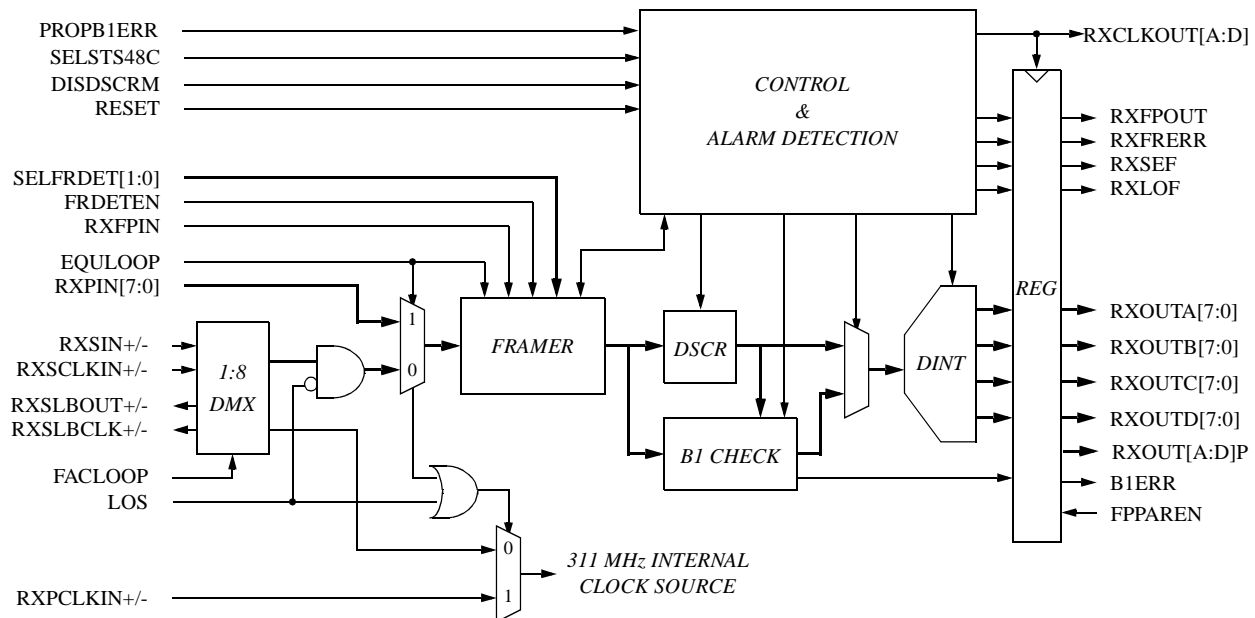 PROPB1ERR
SELSTS48C
DISDSCRM
RESET
CONTROL
&
ALARM DETECTION
RXCLKOUT[A:D]
RXFPOUT
RXFRERR
RXSEF
RXLOF
SELFRDET[1:0]
FRDETEN
RXFPIN
EQULOOP
RXPIN[7:0]
RXSIN+/-
RXSCLKIN+/-
RXSLBOUT+/-
RXSLBCLK+/-
FACLOOP
LOS
RXPCLKIN+/-
1:8
DMX
1
0
FRAMER
DSCR
B1 CHECK
DINT
REG
RXOUTA[7:0]
RXOUTB[7:0]
RXOUTC[7:0]
RXOUTD[7:0]
RXOUT[A:D]P
B1ERR
FPPAREN
0
1
311 MHz INTERNAL
CLOCK SOURCE